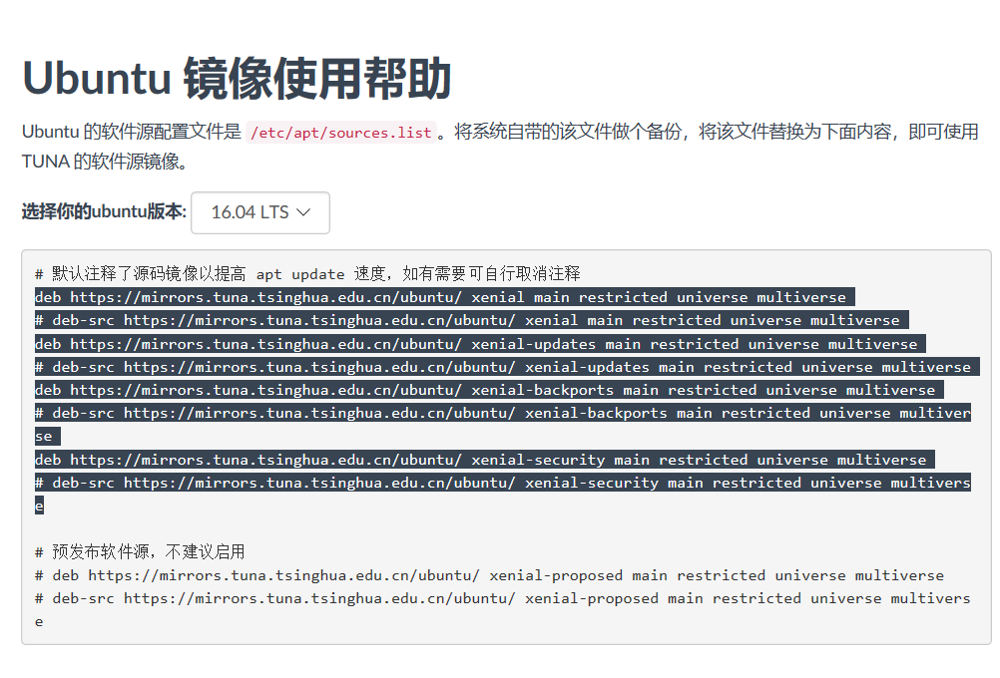 Ubuntu 镜像使用帮助
Ubuntu 的软件源配置文件是 /etc/apt/sources.list 。将系统自带的该文件做个备份，将该文件替换为下面内容，即可使用
TUNA 的软件源镜像。
选择你的ubuntu版本: 16.04 LTS
# 默认注释了源码镜像以提高 apt update 速度，如有需要可自行取消注释
deb https://mirrors.tuna.tsinghua.edu.cn/ubuntu/ xenial main restricted universe multiverse
# deb-src https://mirrors.tuna.tsinghua.edu.cn/ubuntu/ xenial main restricted universe multiverse
deb https://mirrors.tuna.tsinghua.edu.cn/ubuntu/ xenial-updates main restricted universe multiverse
# deb-src https://mirrors.tuna.tsinghua.edu.cn/ubuntu/ xenial-updates main restricted universe multiverse
deb https://mirrors.tuna.tsinghua.edu.cn/ubuntu/ xenial-backports main restricted universe multiverse
# deb-src https://mirrors.tuna.tsinghua.edu.cn/ubuntu/ xenial-backports main restricted universe multiver
se
deb https://mirrors.tuna.tsinghua.edu.cn/ubuntu/ xenial-security main restricted universe multiverse
# deb-src https://mirrors.tuna.tsinghua.edu.cn/ubuntu/ xenial-security main restricted universe multivers
e
# 预发布软件源，不建议启用
# deb https://mirrors.tuna.tsinghua.edu.cn/ubuntu/ xenial-proposed main restricted universe multiverse
# deb-src https://mirrors.tuna.tsinghua.edu.cn/ubuntu/ xenial-proposed main restricted universe multivers
e